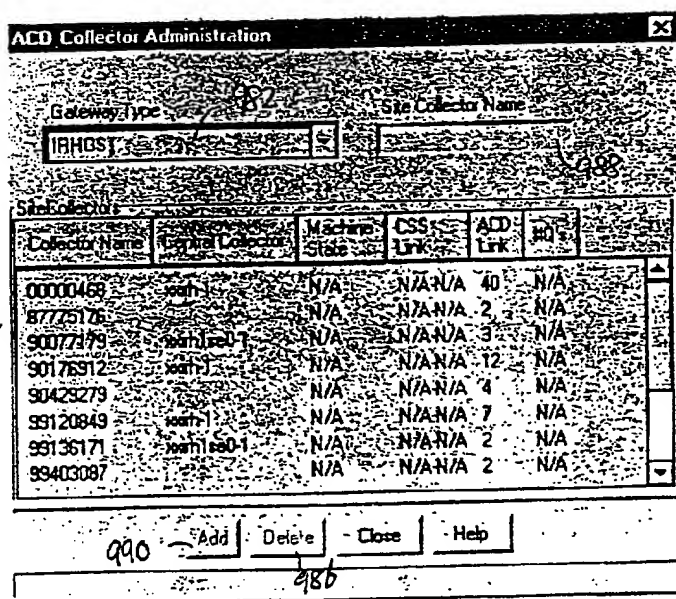 ACD Collector Administration
982
Gateway Type
Site Collector Name
IRHOST
988
Site Collectors
Collector Name Central Collector Machine State CSS Link ACD Link
00000468 N/A N/A N/A 40 N/A
87775176 N/A N/A N/A 2 N/A
90077179 N/A N/A N/A 3 N/A
90176912 N/A N/A N/A 12 N/A
90429279 N/A N/A N/A 4 N/A
99120849 N/A N/A N/A 7 N/A
99136171 N/A N/A N/A 2 N/A
99403087 N/A N/A N/A 2 N/A
990 Add Delete Close Help
986